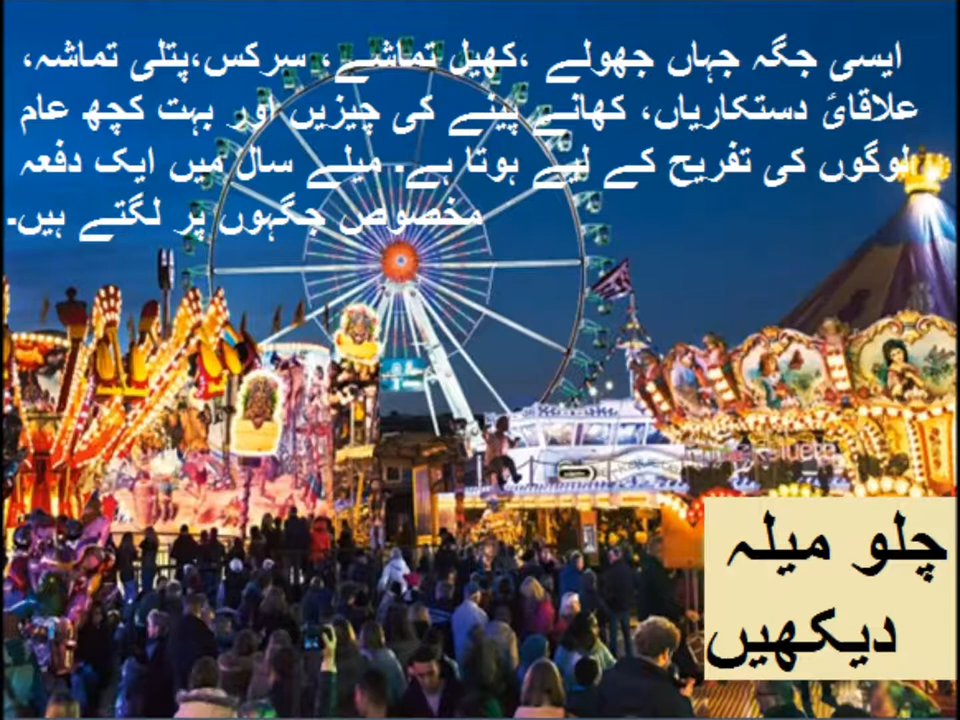 ایسی جگہ جہاں جھولے ،کھیل تماشے، سرکس،پتلی تماشہ،
علاقائ دستکاریاں، کھانے پینے کی چیزیں اور بہت کچھ عام
لوگوں کی تفریح کے لیے ہوتا ہے۔ میلے سال میں ایک دفعہ
مخصوص جگہوں پر لگتے ہیں۔
چلو میلہ
دیکھیں